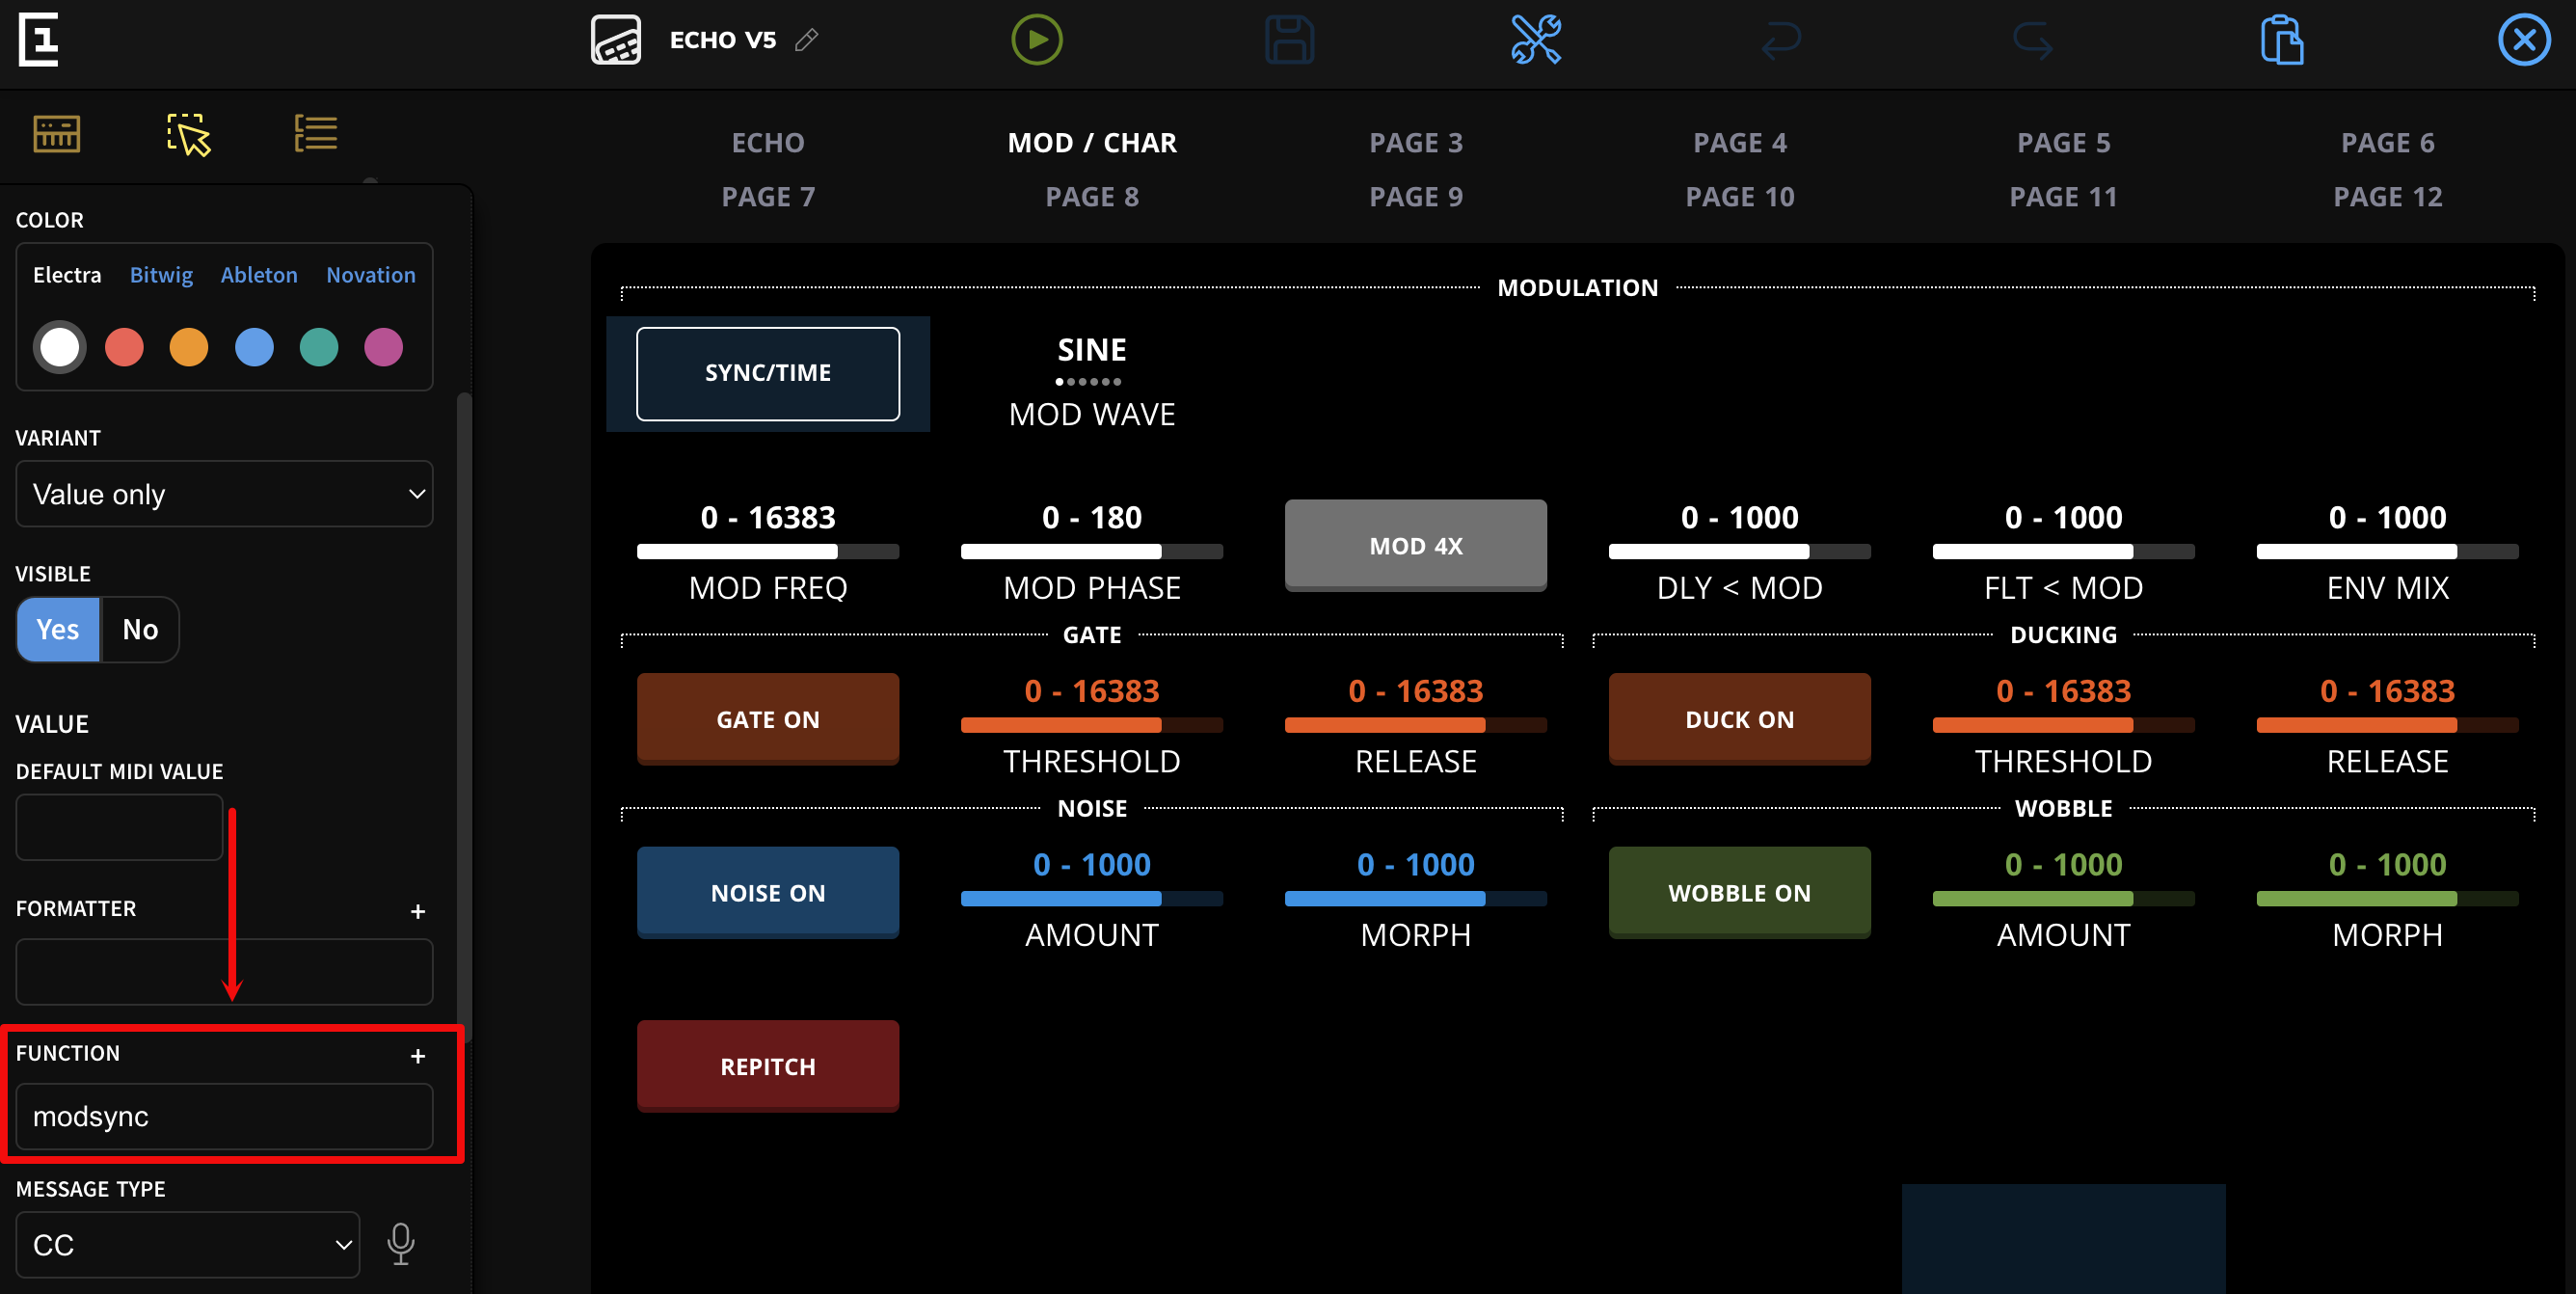 ECHO V5
ECHO MOD / CHAR PAGE 3 PAGE 4 PAGE 5 PAGE 6
PAGE 7 PAGE 8 PAGE 9 PAGE 10 PAGE 11 PAGE 12
COLOR
Electra Bitwig Ableton Novation
VARIANT
Value only
VISIBLE
Yes No
VALUE
DEFAULT MIDI VALUE
FORMATTER +
FUNCTION +
modsync
MESSAGE TYPE
CC
MODULATION
SYNC/TIME
SINE
MOD WAVE
0 - 16383
MOD FREQ
0 - 180
MOD PHASE
MOD 4X
0 - 1000
DLY < MOD
0 - 1000
FLT < MOD
0 - 1000
ENV MIX
GATE
GATE ON
0 - 16383
THRESHOLD
0 - 16383
RELEASE
DUCKING
DUCK ON
0 - 16383
THRESHOLD
0 - 16383
RELEASE
NOISE
NOISE ON
0 - 1000
AMOUNT
0 - 1000
MORPH
WOBBLE
WOBBLE ON
0 - 1000
AMOUNT
0 - 1000
MORPH
REPITCH